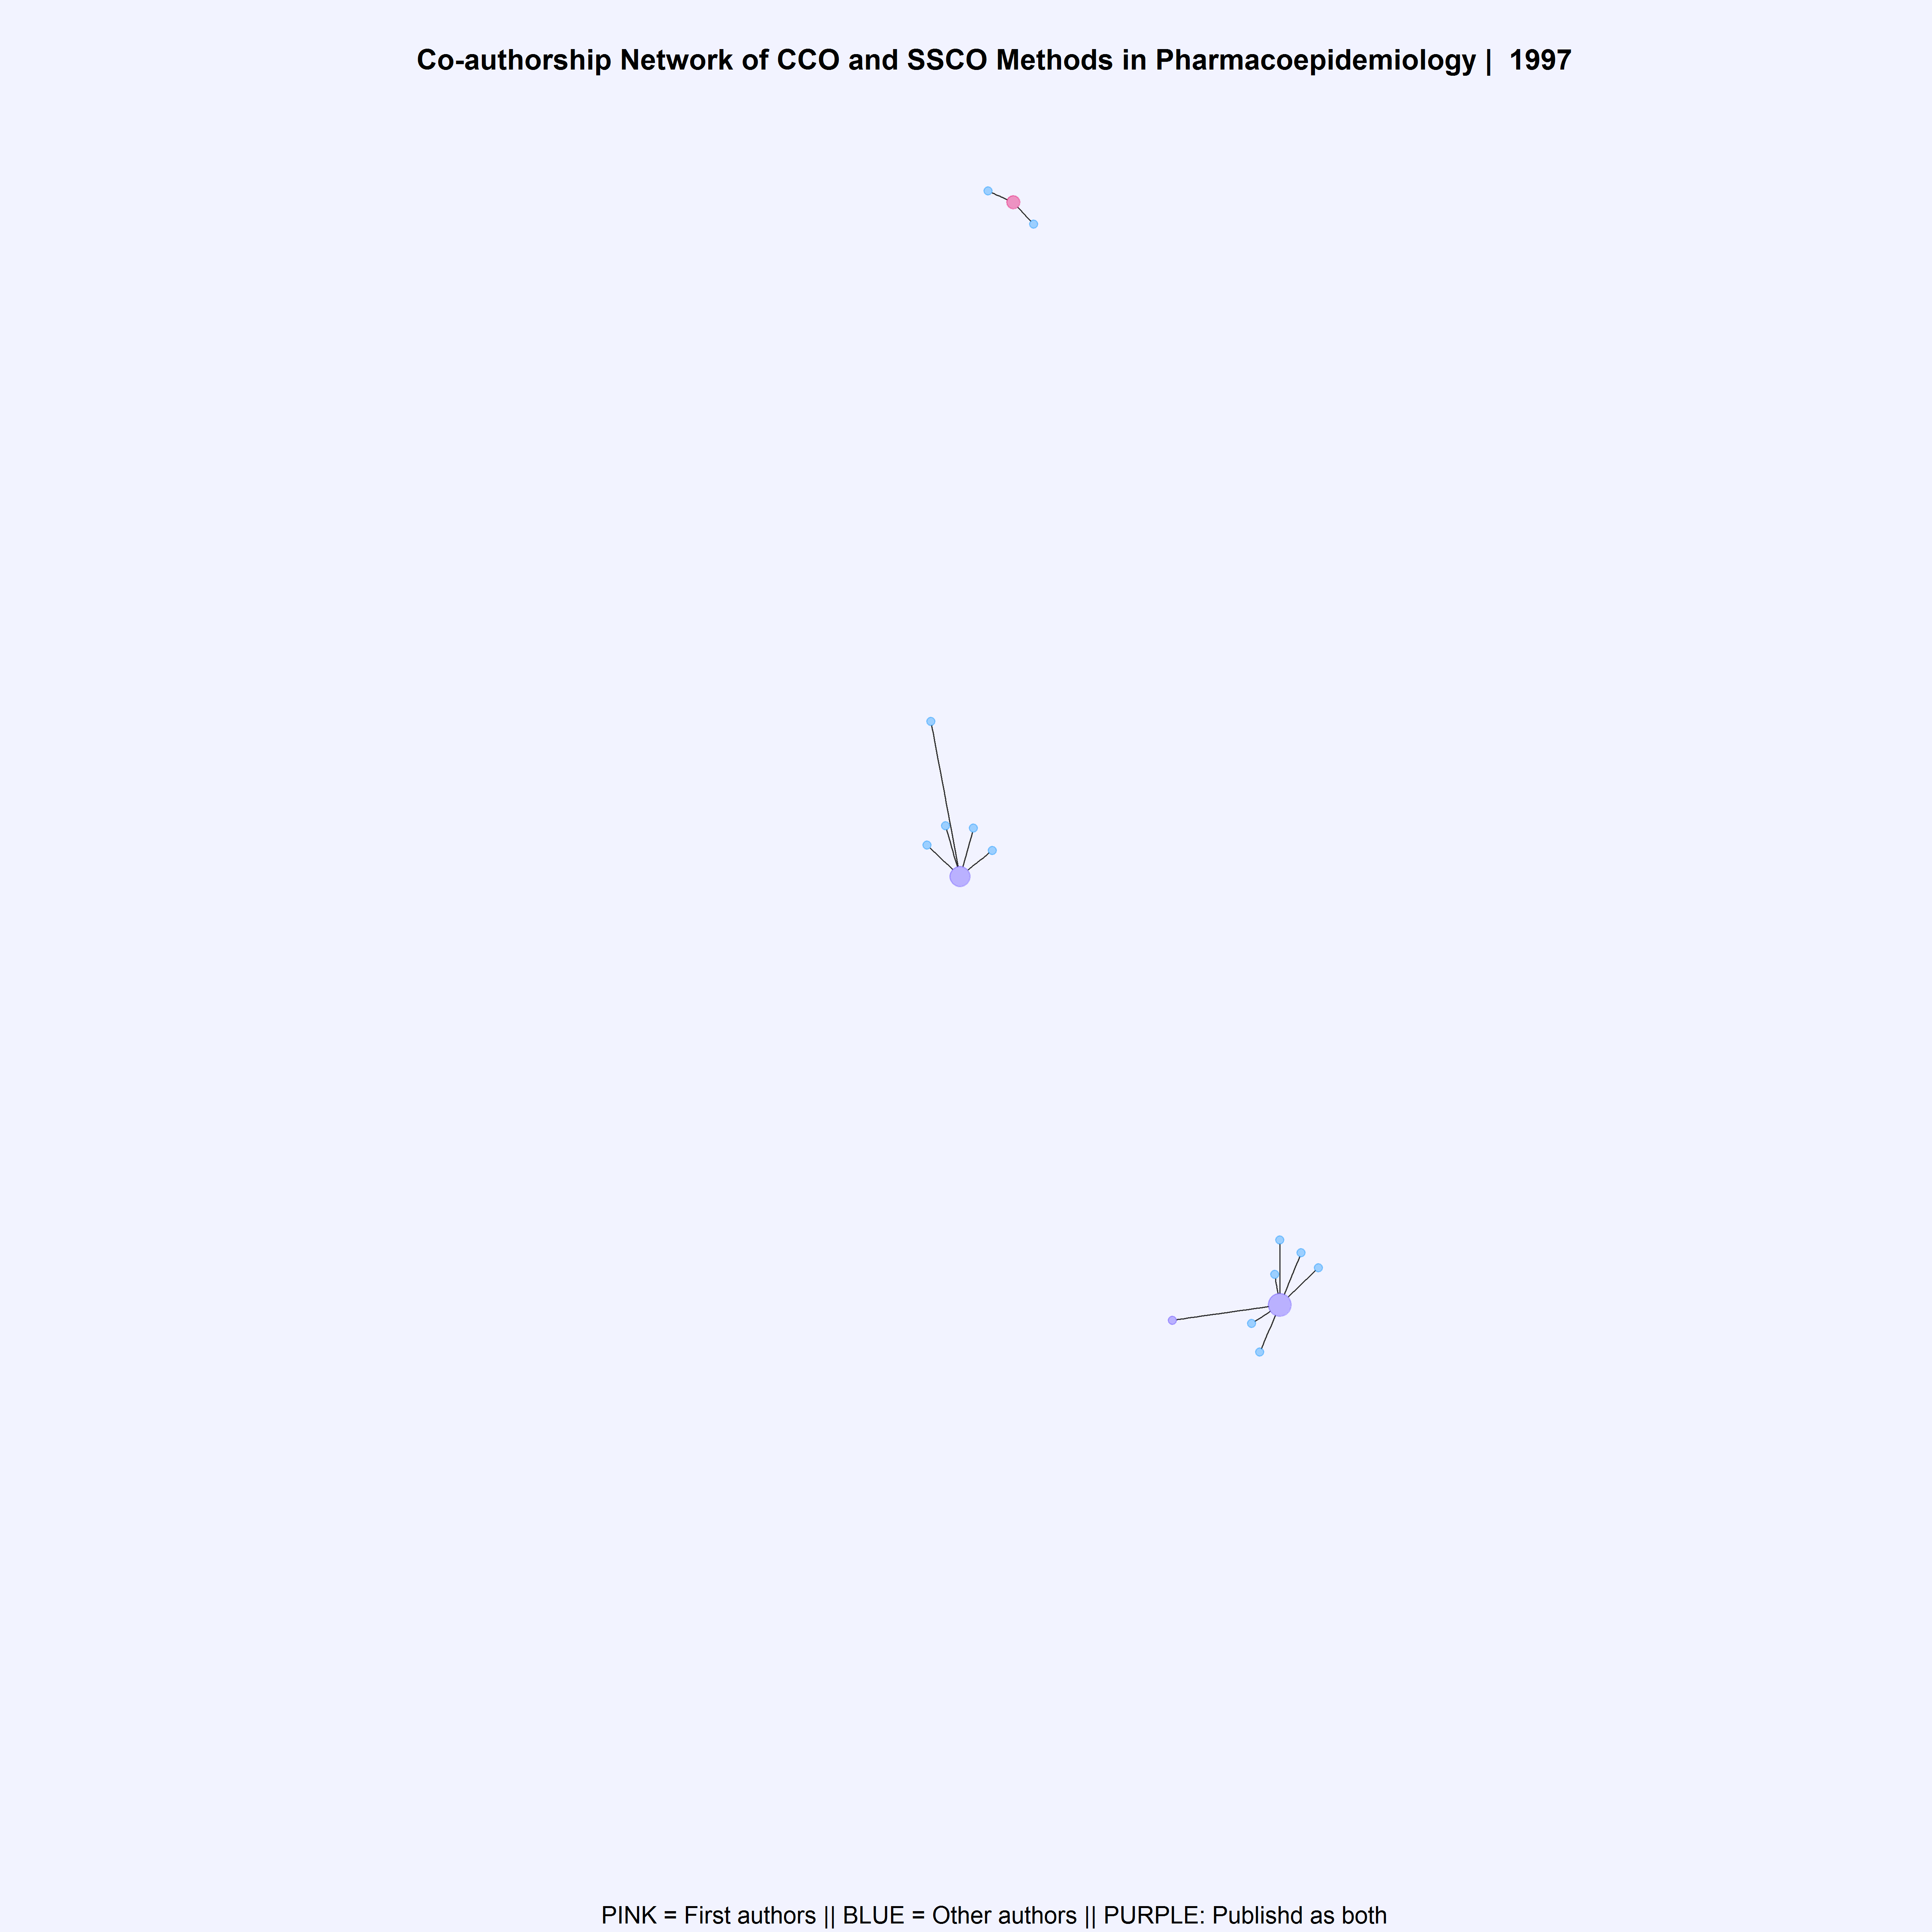 Co-authorship Network of CCO and SSCO Methods in Pharmacoepidemiology | 1997
PINK = First authors || BLUE = Other authors || PURPLE: Publishd as both